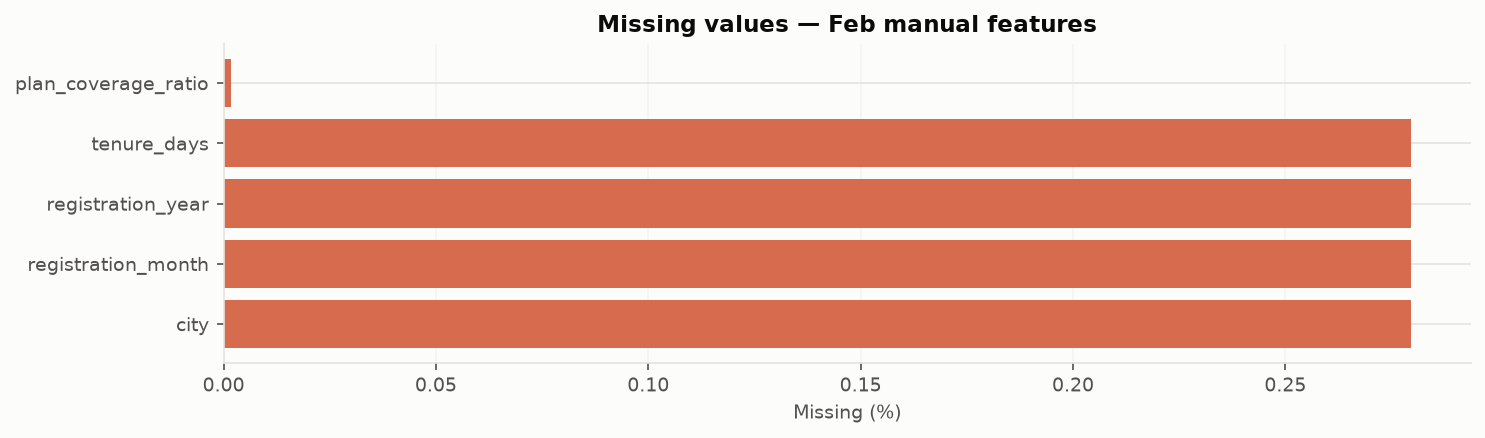 Missing values — Feb manual features
plan_coverage_ratio
tenure_days
registration_year
registration_month
city
0.00 0.05 0.10 0.15 0.20 0.25
Missing (%)